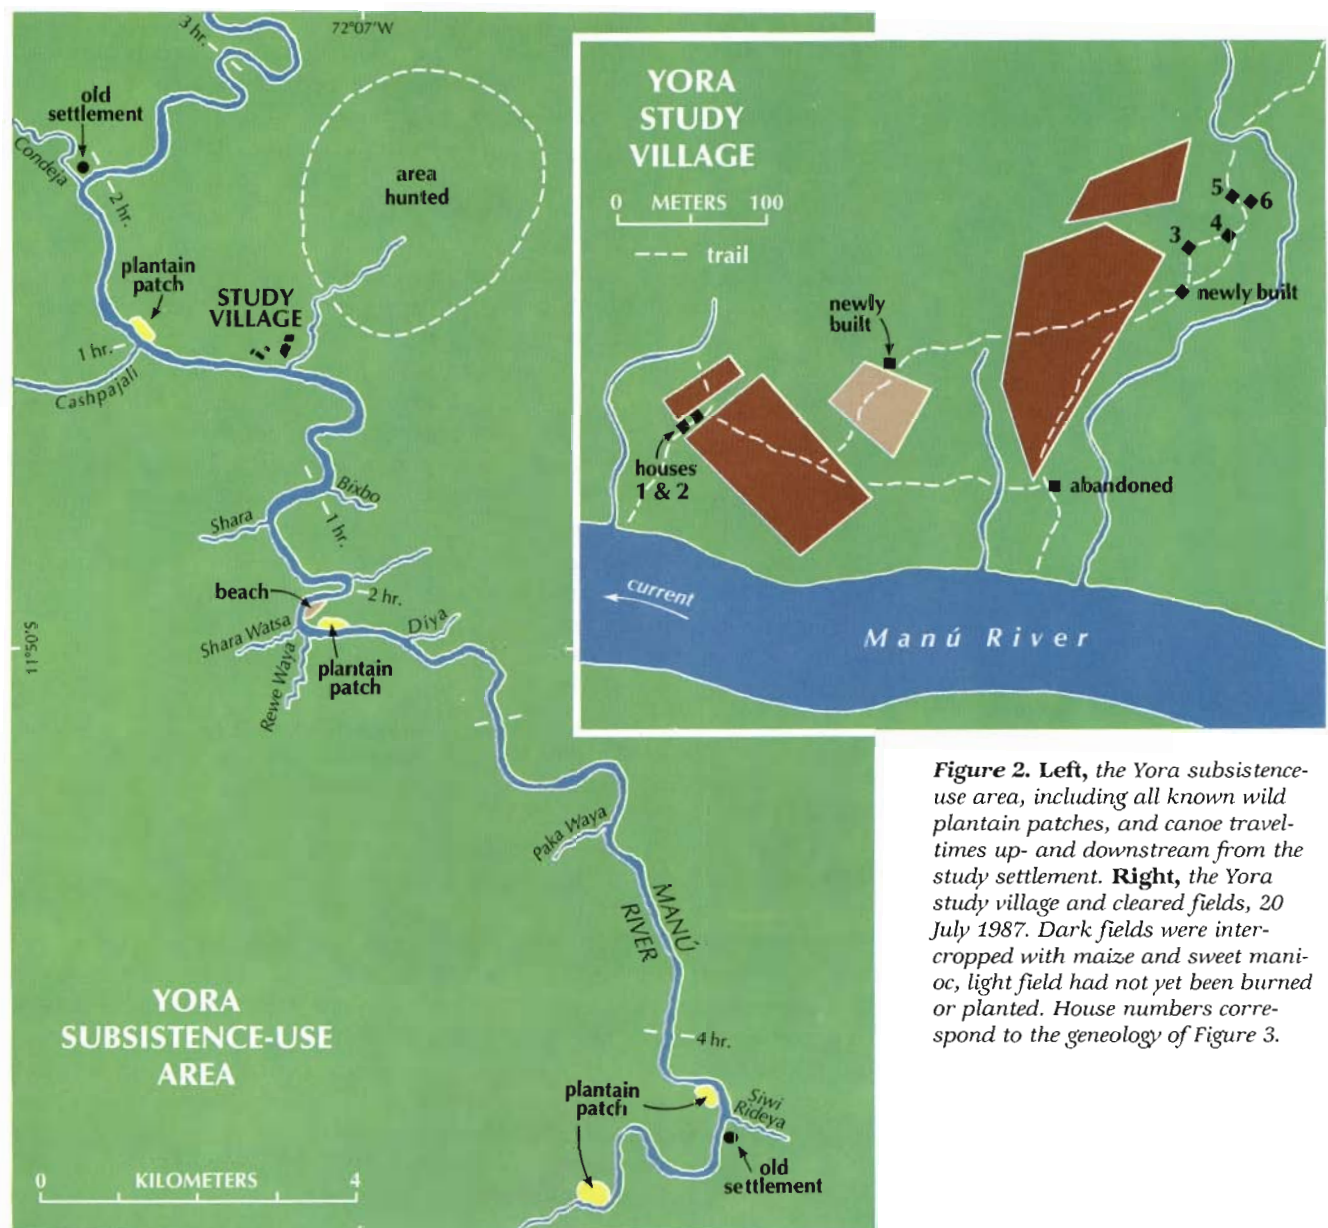 3 hr.
72°07'W
old
settlement
Condeja
2 hr.
area
hunted
plantain
patch
STUDY
VILLAGE
1 hr.
Cashpajali
Bixbo
Shara
1 hr.
beach
2 hr.
Shara Watsa
Diya
11°50'S
Rewe Waya
plantain
patch
Paka Waya
MANÚ
RIVER
YORA
SUBSISTENCE-USE
AREA
4 hr.
plantain
patch
Siwi
Rideya
old
settlement
0 KILOMETERS 4
YORA
STUDY
VILLAGE
0 METERS 100
trail
5
6
4
3
newly built
newly
built
houses
1 & 2
abandoned
current
Manú River
Figure 2. Left, the Yora subsistence-
use area, including all known wild
plantain patches, and canoe travel-
times up- and downstream from the
study settlement. Right, the Yora
study village and cleared fields, 20
July 1987. Dark fields were inter-
cropped with maize and sweet mani-
oc, light field had not yet been burned
or planted. House numbers corre-
spond to the geneology of Figure 3.